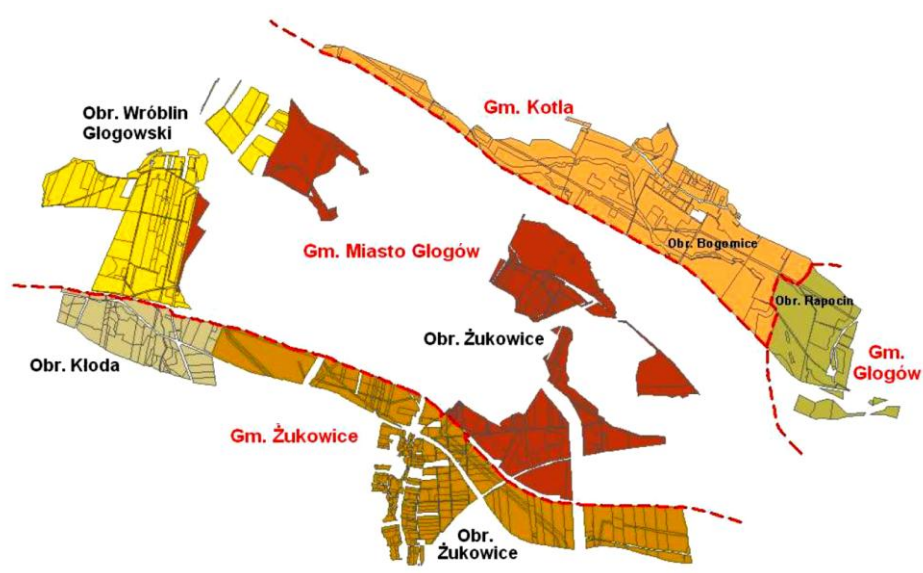 Gm. Kotla
Obr. Wróblin
Glogowski
Obr. Bogomice
Gm. Miasto Glogów
Obr. Rapocin
Obr. Żukowice
Obr. Kłoda
Gm.
Glogów
Gm. Żukowice
Obr.
Żukowice